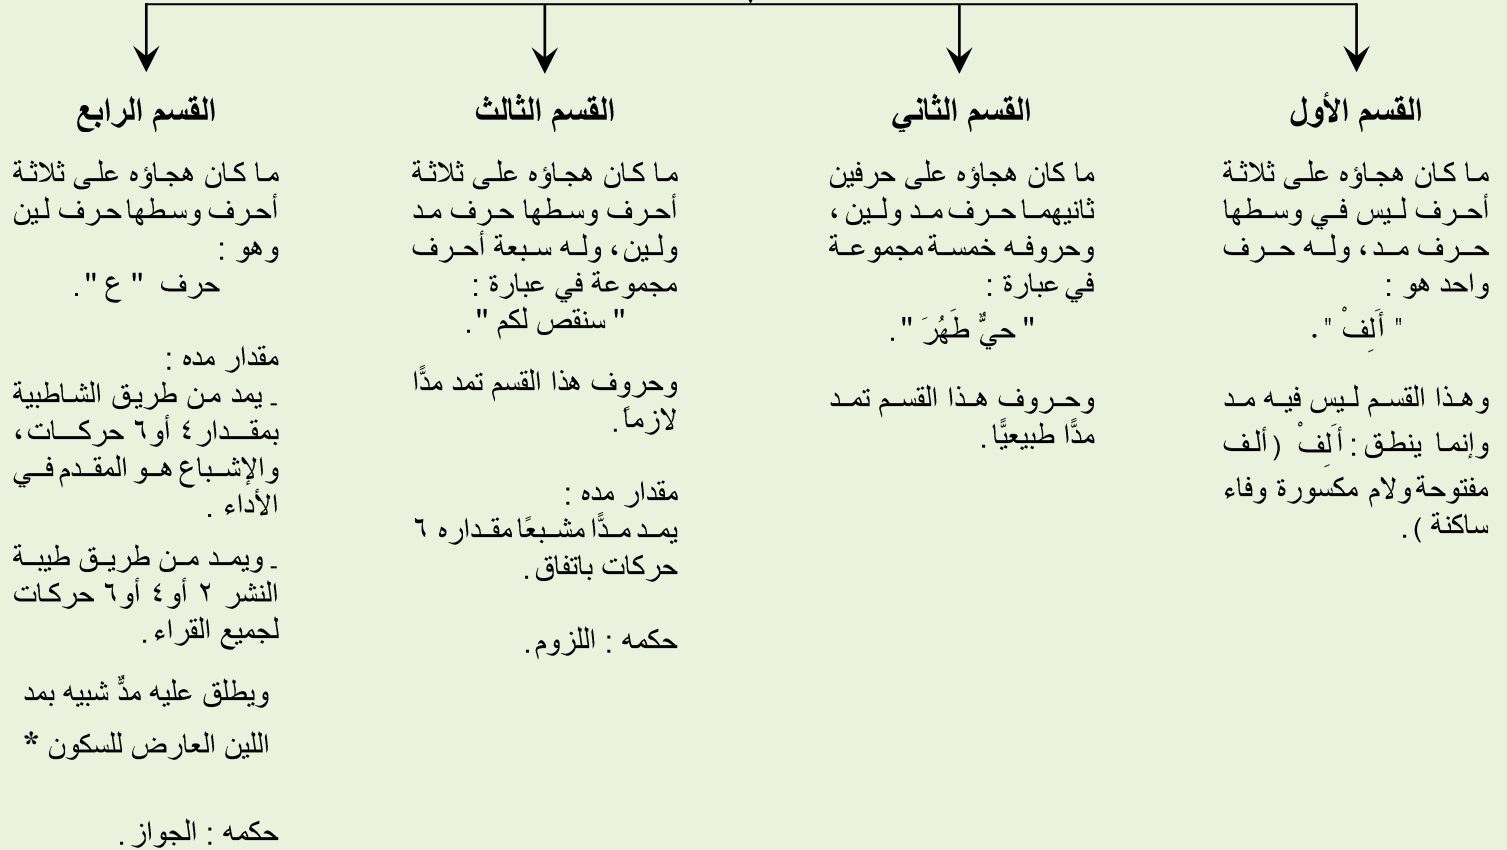 القسم الأول
ما كان هجاؤه على ثلاثة
أحرف ليس في وسطها
حرف مد، وله حرف
واحد هو :
" أَلِفْ ".
وهذا القسم ليس فيه مد
وإنما ينطق : أَلِفْ ( ألف
مفتوحة ولام مكسورة وفاء
ساكنة ).
القسم الثاني
ما كان هجاؤه على حرفين
ثانيهما حرف مد ولين ،
وحروفه خمسة مجموعة
في عبارة :
" حيٌّ طَهُرَ ".
وحروف هذا القسم تمد
مدًّا طبيعيًّا .
القسم الثالث
ما كان هجاؤه على ثلاثة
أحرف وسطها حرف مد
ولين ، وله سبعة أحرف
مجموعة في عبارة :
" سنقص لكم ".
وحروف هذا القسم تمد مدًّا
لازماً .
مقدار مده :
يمد مدًّا مشبعًا مقداره ٦
حركات باتفاق .
حكمه : اللزوم .
القسم الرابع
ما كان هجاؤه على ثلاثة
أحرف وسطها حرف لين
وهو :
حرف " ع ".
مقدار مده :
ـ يمد من طريق الشاطبية
بمقدار ٤ أو ٦ حركات ،
والإشباع هو المقدم في
الأداء .
ـ ويمد من طريق طيبة
النشر ٢ أو ٤ أو ٦ حركات
لجميع القراء .
ويطلق عليه مدٌّ شبيه بمد
اللين العارض للسكون *
حكمه : الجواز .